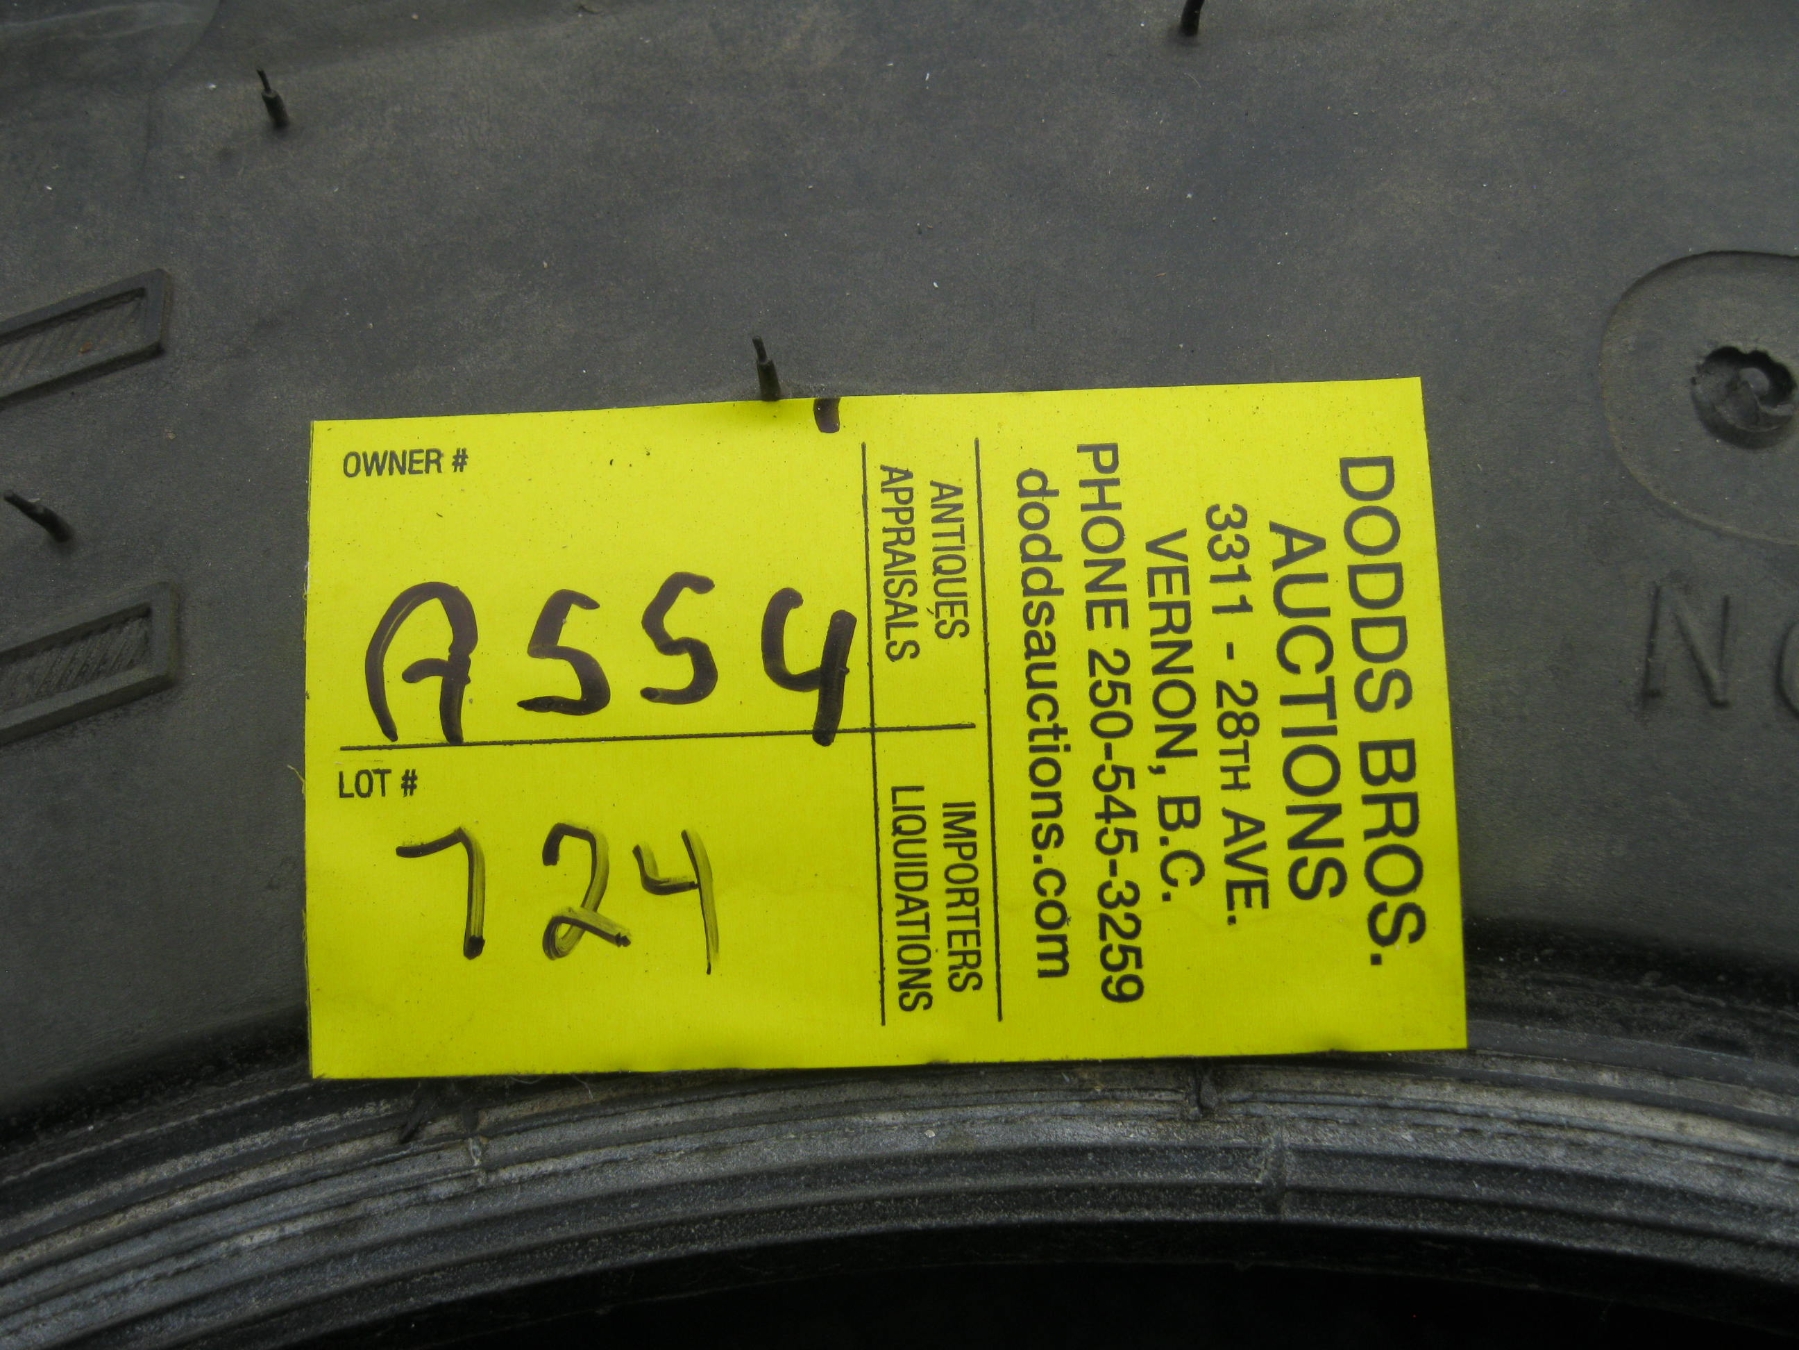 OWNER #
A554
LOT #
724
DODDS BROS.
AUCTIONS
3311 - 28TH AVE.
VERNON, B.C.
PHONE 250-545-3259
doddsauctions.com
ANTIQUES
APPRAISALS
IMPORTERS
LIQUIDATIONS